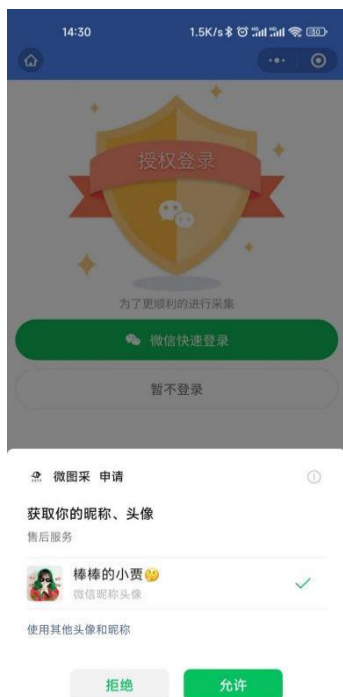 14:30
1.5K/s
授权登录
为了更顺利的进行采集
微信快速登录
暂不登录
微图采 申请
获取你的昵称、头像
售后服务
棒棒的小贾🤔
微信昵称头像
使用其他头像和昵称
拒绝
允许